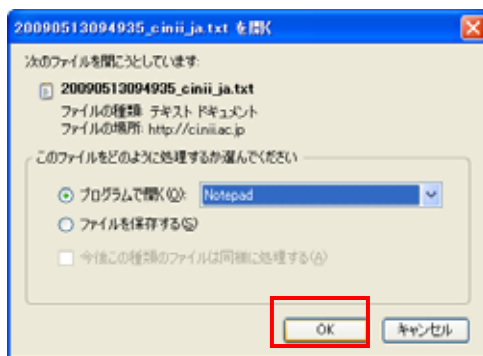 20090513094935_cinii_ja.txt を開く
次のファイルを開こうとしています:
20090513094935_cinii_ja.txt
ファイルの種類: テキスト ドキュメント
ファイルの場所: http://cinii.ac.jp
このファイルをどのように処理するか選んでください
プログラムで開く(O): Notepad
ファイルを保存する(S)
今後この種類のファイルは同様に処理する(A)
OK キャンセル